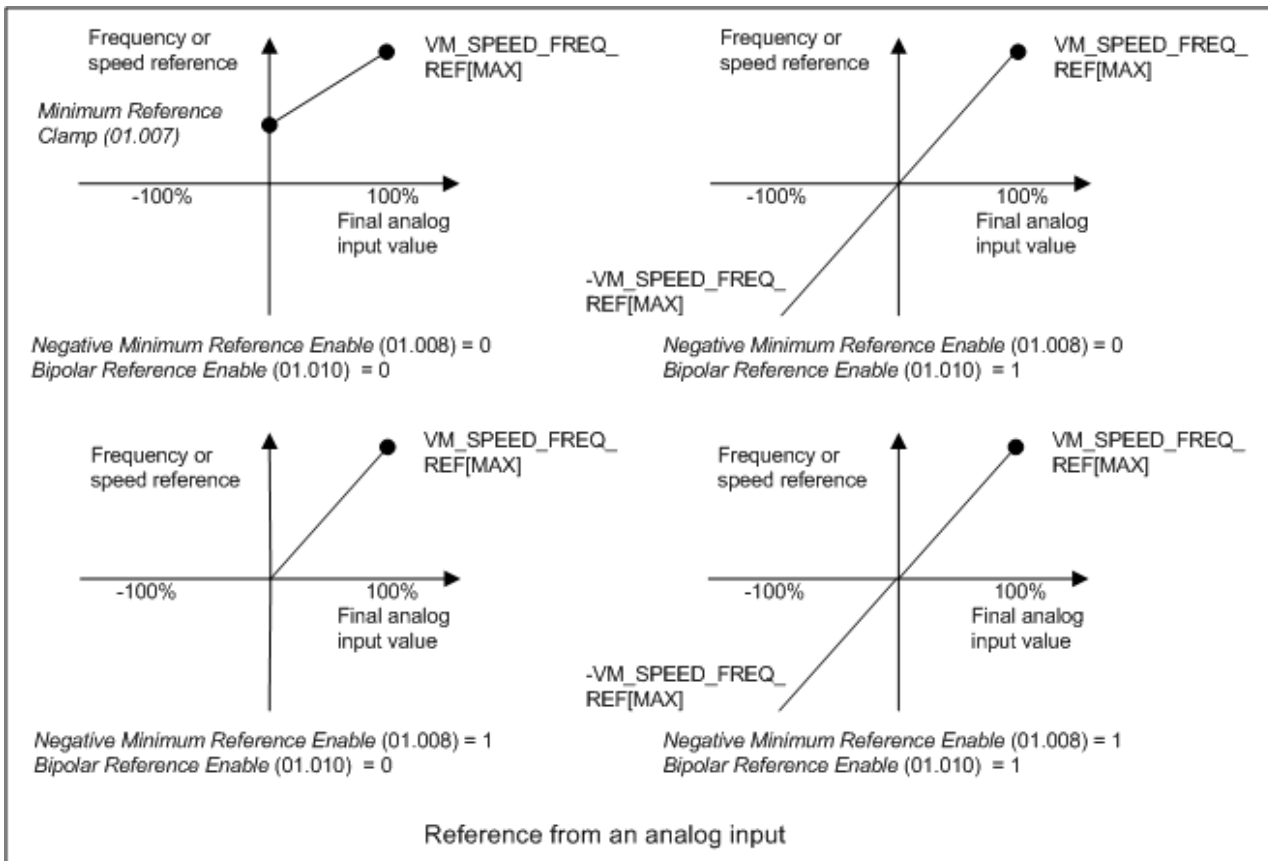 Frequency or
speed reference
VM_SPEED_FREQ_
REF[MAX]
Minimum Reference
Clamp (01.007)
-100%
100%
Final analog
input value
Negative Minimum Reference Enable (01.008) = 0
Bipolar Reference Enable (01.010) = 0
Frequency or
speed reference
VM_SPEED_FREQ_
REF[MAX]
-100%
100%
Final analog
input value
-VM_SPEED_FREQ_
REF[MAX]
Negative Minimum Reference Enable (01.008) = 0
Bipolar Reference Enable (01.010) = 1
Frequency or
speed reference
VM_SPEED_FREQ_
REF[MAX]
-100%
100%
Final analog
input value
Negative Minimum Reference Enable (01.008) = 1
Bipolar Reference Enable (01.010) = 0
Frequency or
speed reference
VM_SPEED_FREQ_
REF[MAX]
-100%
100%
Final analog
input value
-VM_SPEED_FREQ_
REF[MAX]
Negative Minimum Reference Enable (01.008) = 1
Bipolar Reference Enable (01.010) = 1
Reference from an analog input